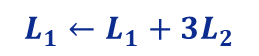 L₁ ← L₁ + 3L₂